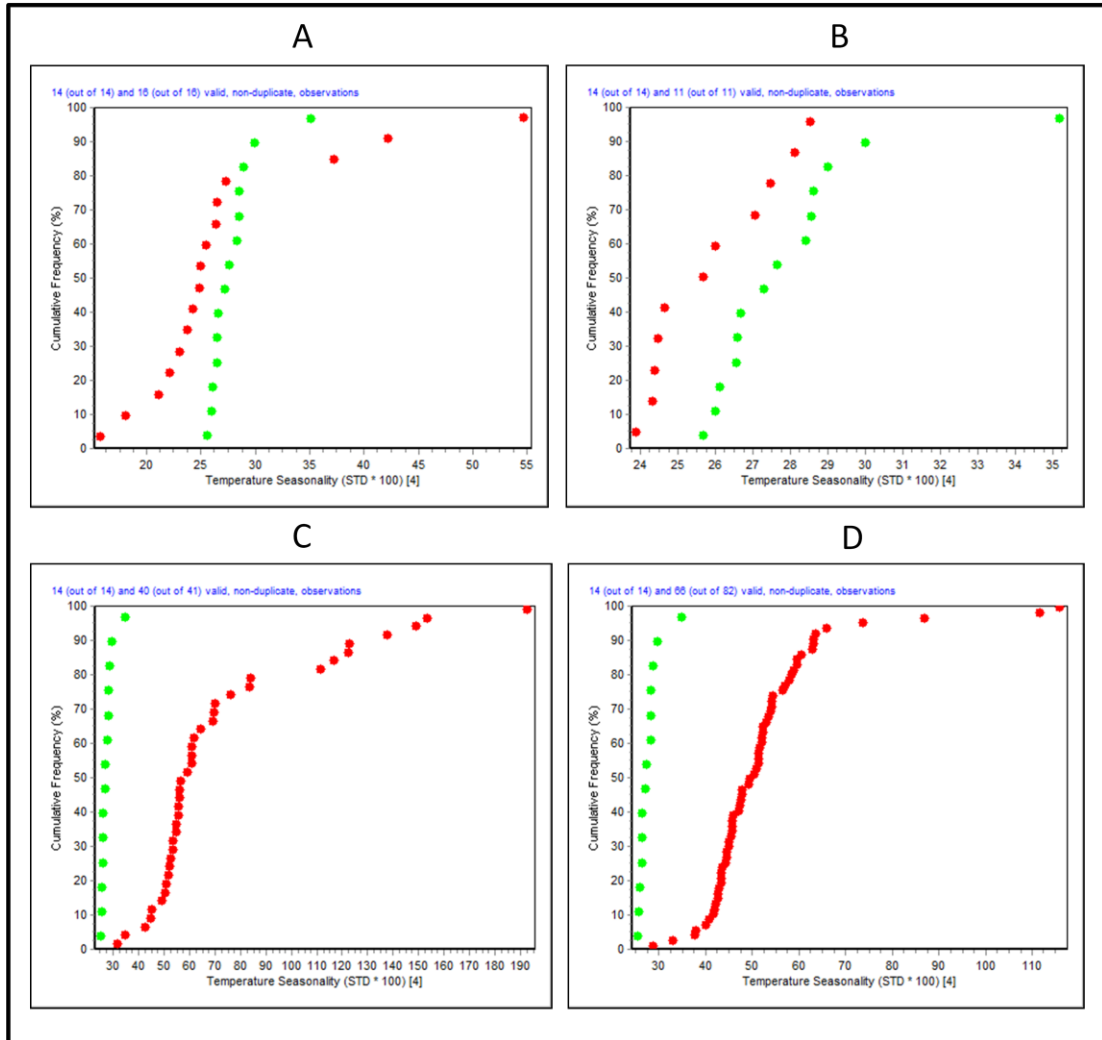 A
14 (out of 14) and 16 (out of 16) valid, non-duplicate, observations
100
90
80
70
60
50
40
30
20
10
0
Cumulative Frequency (%)
20 25 30 35 40 45 50 55
Temperature Seasonality (STD * 100) [4]
B
14 (out of 14) and 11 (out of 11) valid, non-duplicate, observations
100
90
80
70
60
50
40
30
20
10
0
Cumulative Frequency (%)
24 25 26 27 28 29 30 31 32 33 34 35
Temperature Seasonality (STD * 100) [4]
C
14 (out of 14) and 40 (out of 41) valid, non-duplicate, observations
100
90
80
70
60
50
40
30
20
10
0
Cumulative Frequency (%)
30 40 50 60 70 80 90 100 110 120 130 140 150 160 170 180 190
Temperature Seasonality (STD * 100) [4]
D
14 (out of 14) and 66 (out of 82) valid, non-duplicate, observations
100
90
80
70
60
50
40
30
20
10
0
Cumulative Frequency (%)
30 40 50 60 70 80 90 100 110
Temperature Seasonality (STD * 100) [4]